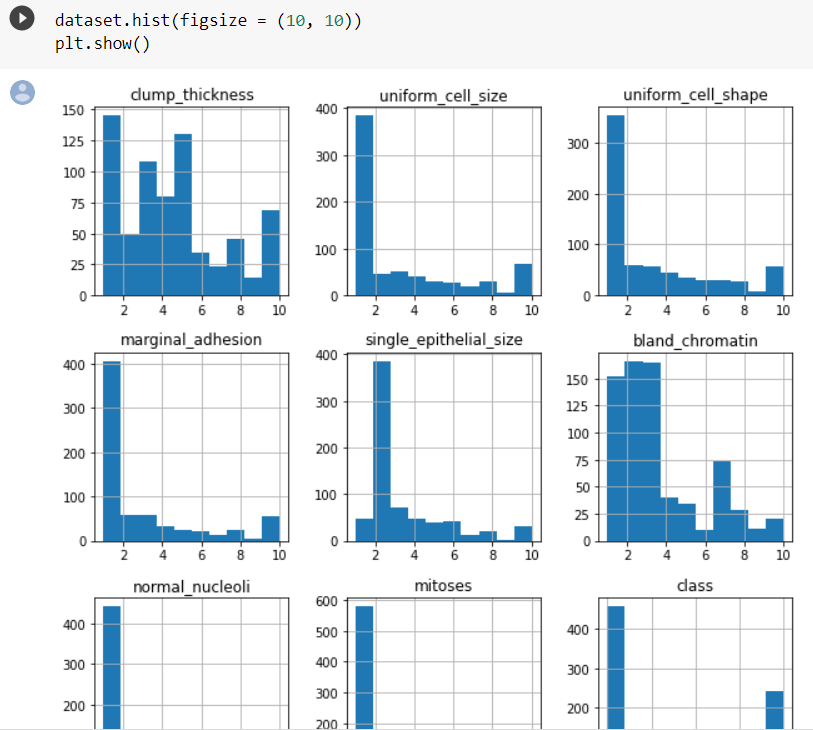 dataset.hist(figsize = (10, 10))
plt.show()
clump_thickness uniform_cell_size uniform_cell_shape
150 400
125 300
100 300
75 200 200
50 100 100
25
0 0 0
2 4 6 8 10 2 4 6 8 10 2 4 6 8 10
marginal_adhesion single_epithelial_size bland_chromatin
400 400 150
300 300 125
200 200 100
75
100 100 50
25
0 0 0
2 4 6 8 10 2 4 6 8 10 2 4 6 8 10
normal_nucleoli mitoses class
600
400 500 400
300 400 300
300
200 200 200